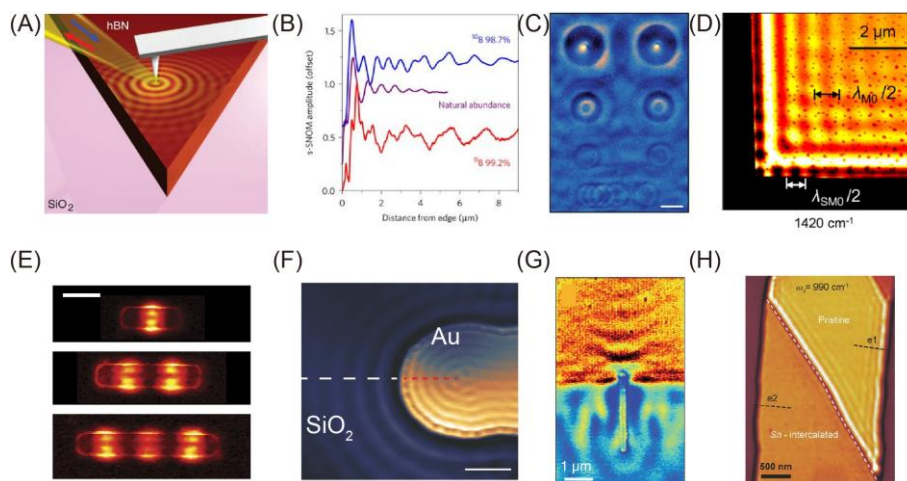 (A)
hBN
SiO₂
(B)
s-SNOM amplitude (offset)
1.5
1.0
0.5
0.0
¹⁰B 98.7%
Natural abundance
¹¹B 99.2%
0 2 4 6 8
Distance from edge (μm)
(C)
(D)
2 μm
λM0/2
λSM0/2
1420 cm⁻¹
(E)
(F)
Au
SiO₂
(G)
1 μm
(H)
ω₀= 990 cm⁻¹
Pristine
e1
e2
Sn - intercalated
500 nm